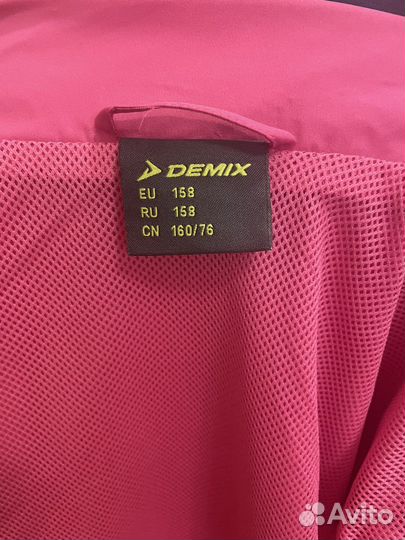 DEMIX
EU 158
RU 158
CN 160/76
Avito